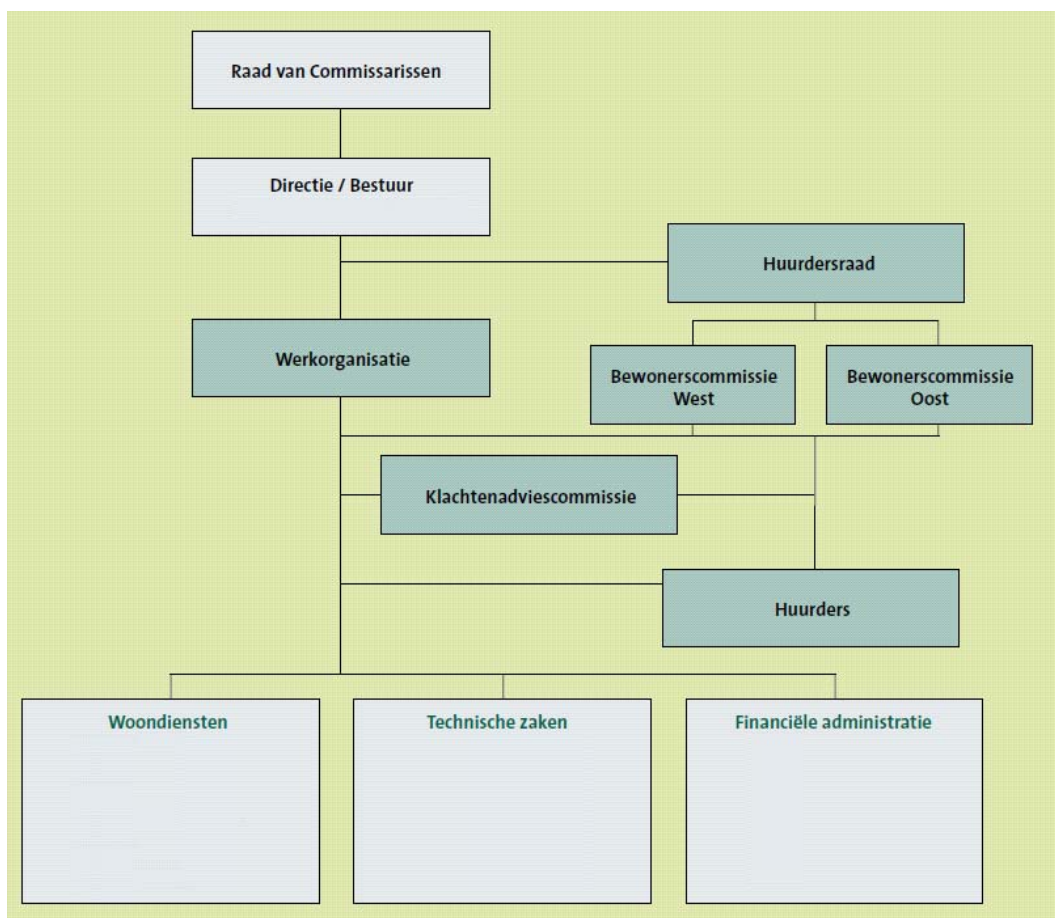 Raad van Commissarissen
Directie / Bestuur
Huurdersraad
Werkorganisatie
Bewonerscommissie
West
Bewonerscommissie
Oost
Klachtenadviescommissie
Huurders
Woondiensten
Technische zaken
Financiële administratie